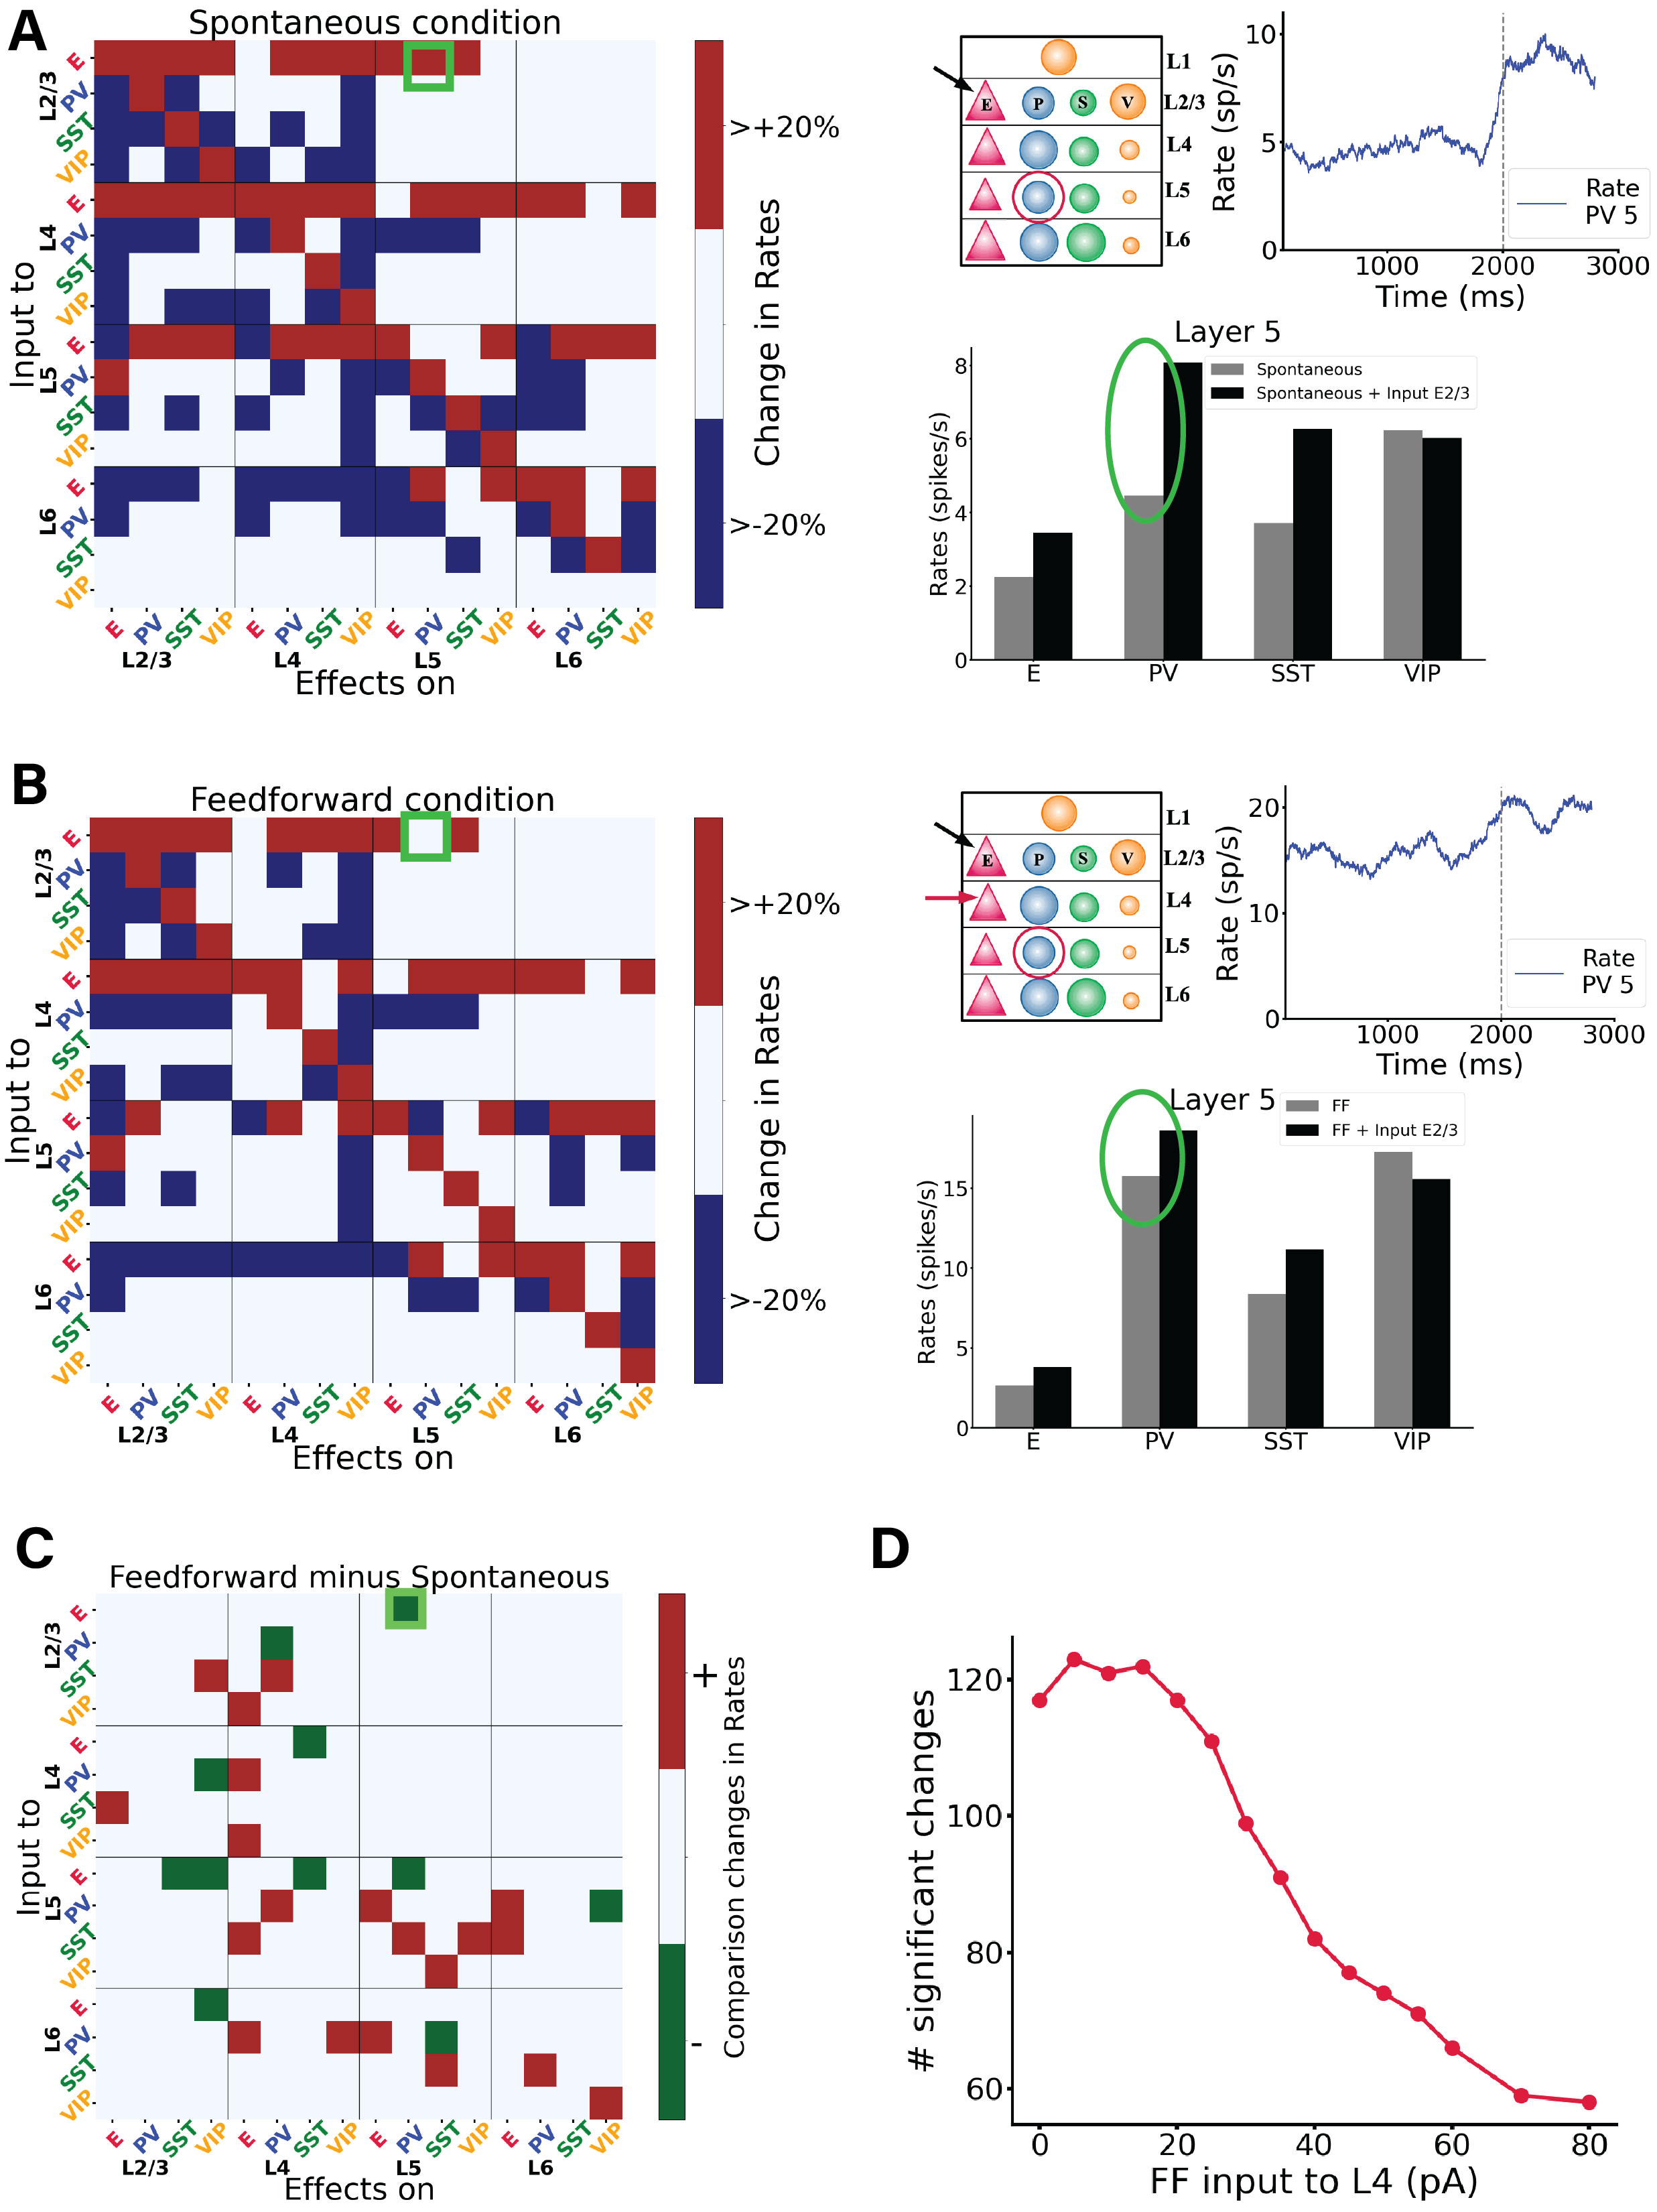 A
Spontaneous condition
Input to
L2/3
E
PV
SST
VIP
L4
E
PV
SST
VIP
L5
E
PV
SST
VIP
L6
E
PV
SST
VIP
E PV SST VIP E PV SST VIP E PV SST VIP E PV SST VIP
L2/3 L4 L5 L6
Effects on
>+20%
>-20%
Change in Rates
L1
E P S V L2/3
L4
L5
L6
Rate (sp/s)
10
5
0
1000 2000 3000
Time (ms)
Rate
PV 5
Layer 5
Rates (spikes/s)
8
6
4
2
0
Spontaneous
Spontaneous + Input E2/3
E PV SST VIP
B
Feedforward condition
Input to
L2/3
E
PV
SST
VIP
L4
E
PV
SST
VIP
L5
E
PV
SST
VIP
L6
E
PV
SST
VIP
E PV SST VIP E PV SST VIP E PV SST VIP E PV SST VIP
L2/3 L4 L5 L6
Effects on
>+20%
>-20%
Change in Rates
L1
E P S V L2/3
L4
L5
L6
Rate (sp/s)
20
10
0
1000 2000 3000
Time (ms)
Rate
PV 5
Layer 5
Rates (spikes/s)
15
10
5
0
FF
FF + Input E2/3
E PV SST VIP
C
Feedforward minus Spontaneous
Input to
L2/3
E
PV
SST
VIP
L4
E
PV
SST
VIP
L5
E
PV
SST
VIP
L6
E
PV
SST
VIP
E PV SST VIP E PV SST VIP E PV SST VIP E PV SST VIP
L2/3 L4 L5 L6
Effects on
+
-
Comparison changes in Rates
D
# significant changes
120
100
80
60
0 20 40 60 80
FF input to L4 (pA)